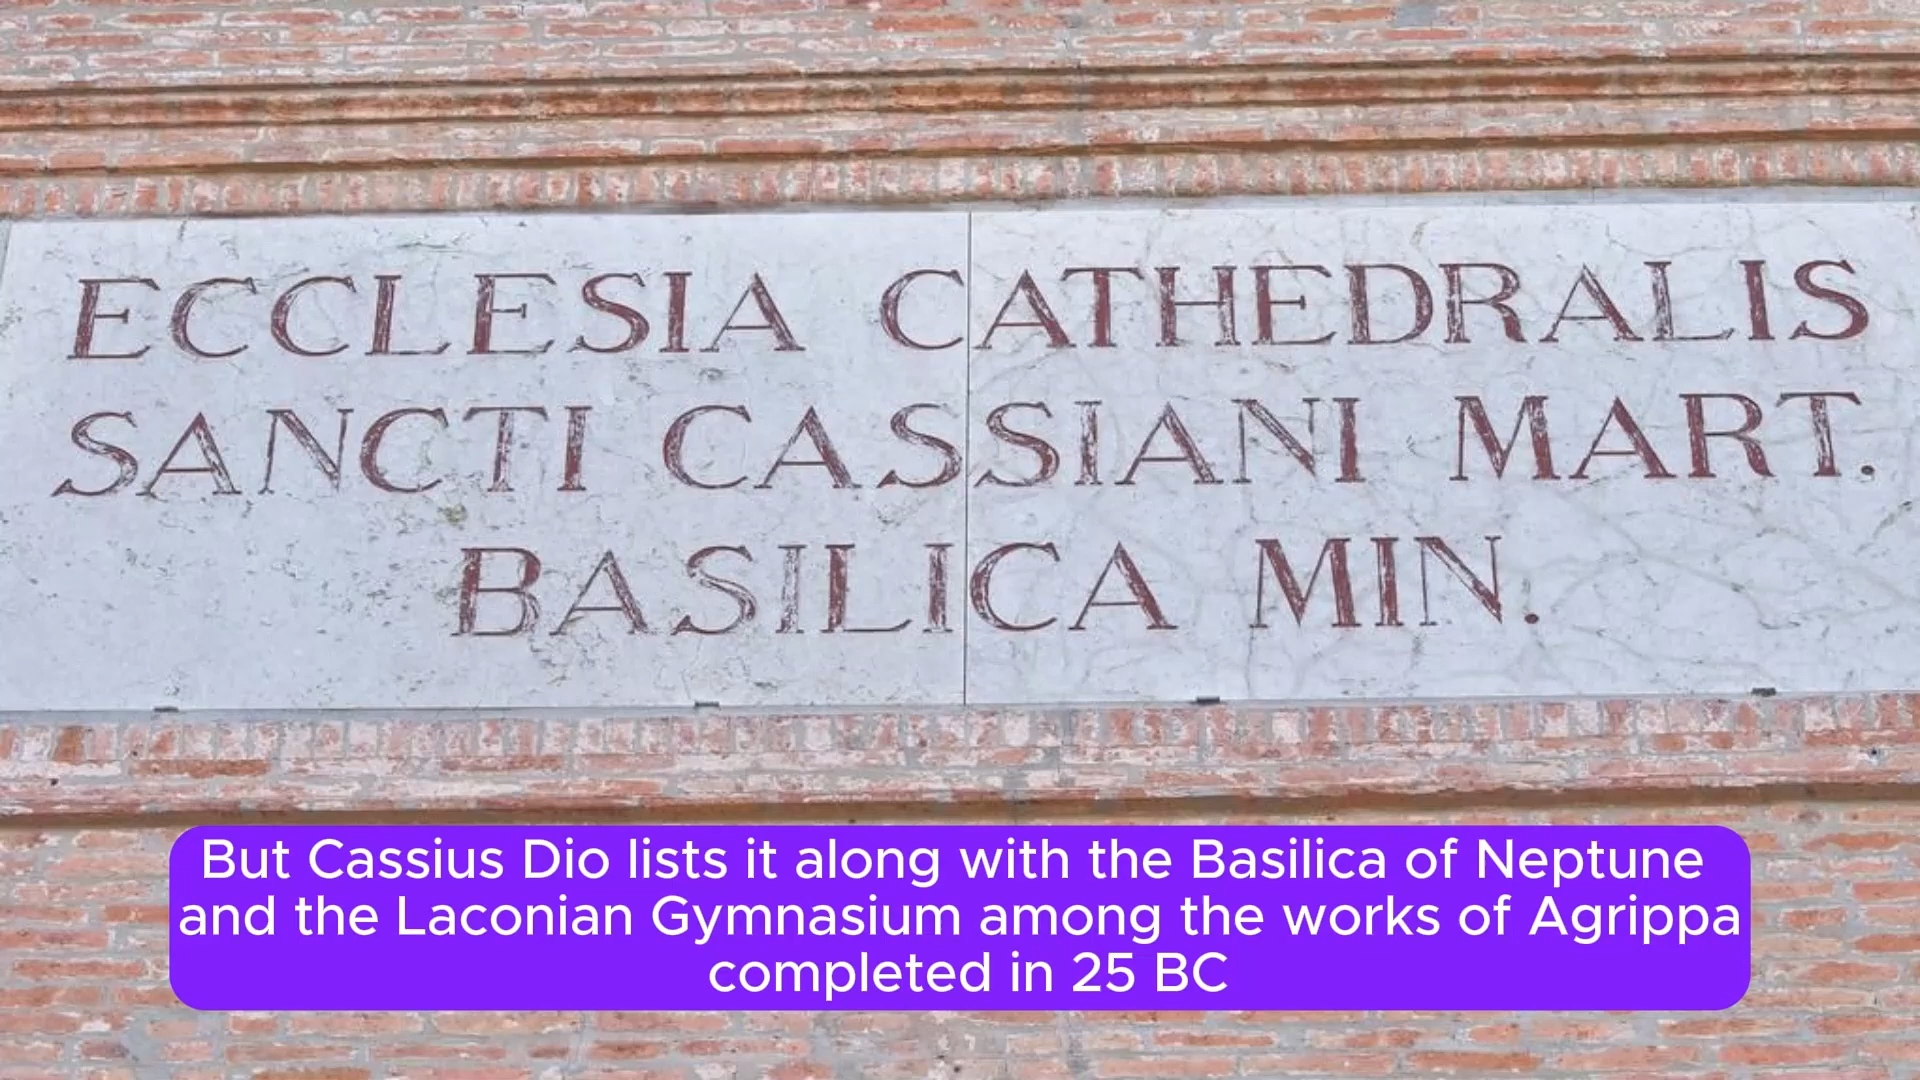 ECCLESIA CATHEDRALIS
SANCTI CASSIANI MART.
BASILICA MIN.
But Cassius Dio lists it along with the Basilica of Neptune
and the Laconian Gymnasium among the works of Agrippa
completed in 25 BC